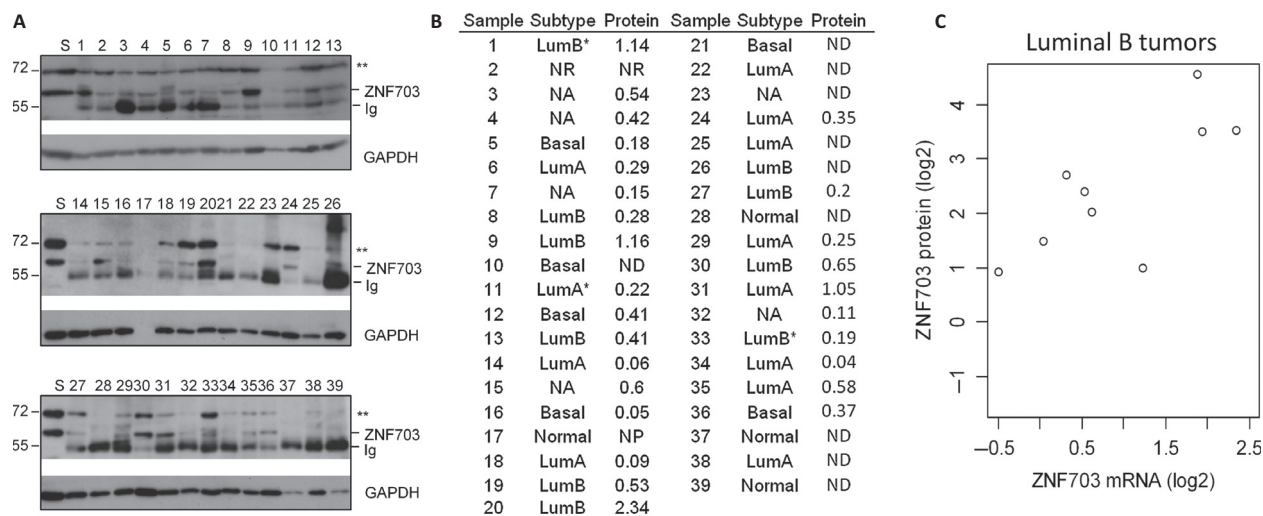 A
S 1 2 3 4 5 6 7 8 9 10 11 12 13
72
**
ZNF703
55
Ig
GAPDH
S 14 15 16 17 18 19 20 21 22 23 24 25 26
72
**
ZNF703
55
Ig
GAPDH
S 27 28 29 30 31 32 33 34 35 36 37 38 39
72
**
ZNF703
55
Ig
GAPDH
B
Sample Subtype Protein Sample Subtype Protein
1 LumB* 1.14 21 Basal ND
2 NR NR 22 LumA ND
3 NA 0.54 23 NA ND
4 NA 0.42 24 LumA 0.35
5 Basal 0.18 25 LumA ND
6 LumA 0.29 26 LumB ND
7 NA 0.15 27 LumB 0.2
8 LumB 0.28 28 Normal ND
9 LumB 1.16 29 LumA 0.25
10 Basal ND 30 LumB 0.65
11 LumA* 0.22 31 LumA 1.05
12 Basal 0.41 32 NA 0.11
13 LumB 0.41 33 LumB* 0.19
14 LumA 0.06 34 LumA 0.04
15 NA 0.6 35 LumA 0.58
16 Basal 0.05 36 Basal 0.37
17 Normal NP 37 Normal ND
18 LumA 0.09 38 LumA ND
19 LumB 0.53 39 Normal ND
20 LumB 2.34
C
Luminal B tumors
ZNF703 protein (log2)
4
3
2
1
0
−1
−0.5 0.5 1.5 2.5
ZNF703 mRNA (log2)